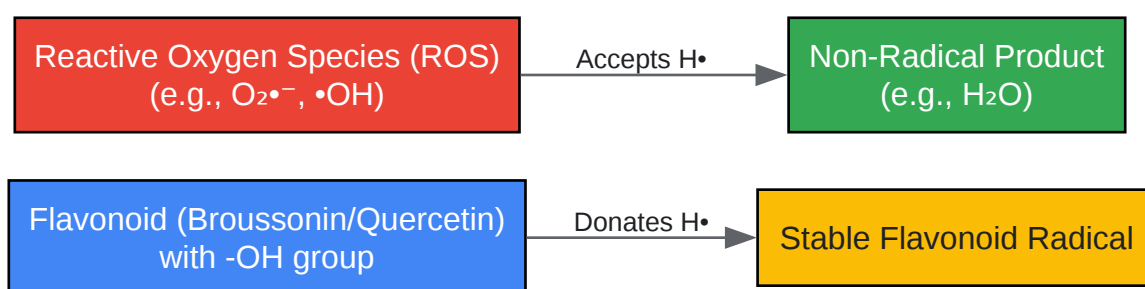 Reactive Oxygen Species (ROS)
(e.g., O₂•⁻, •OH)
Accepts H•
Non-Radical Product
(e.g., H₂O)
Flavonoid (Broussonin/Quercetin)
with -OH group
Donates H•
Stable Flavonoid Radical